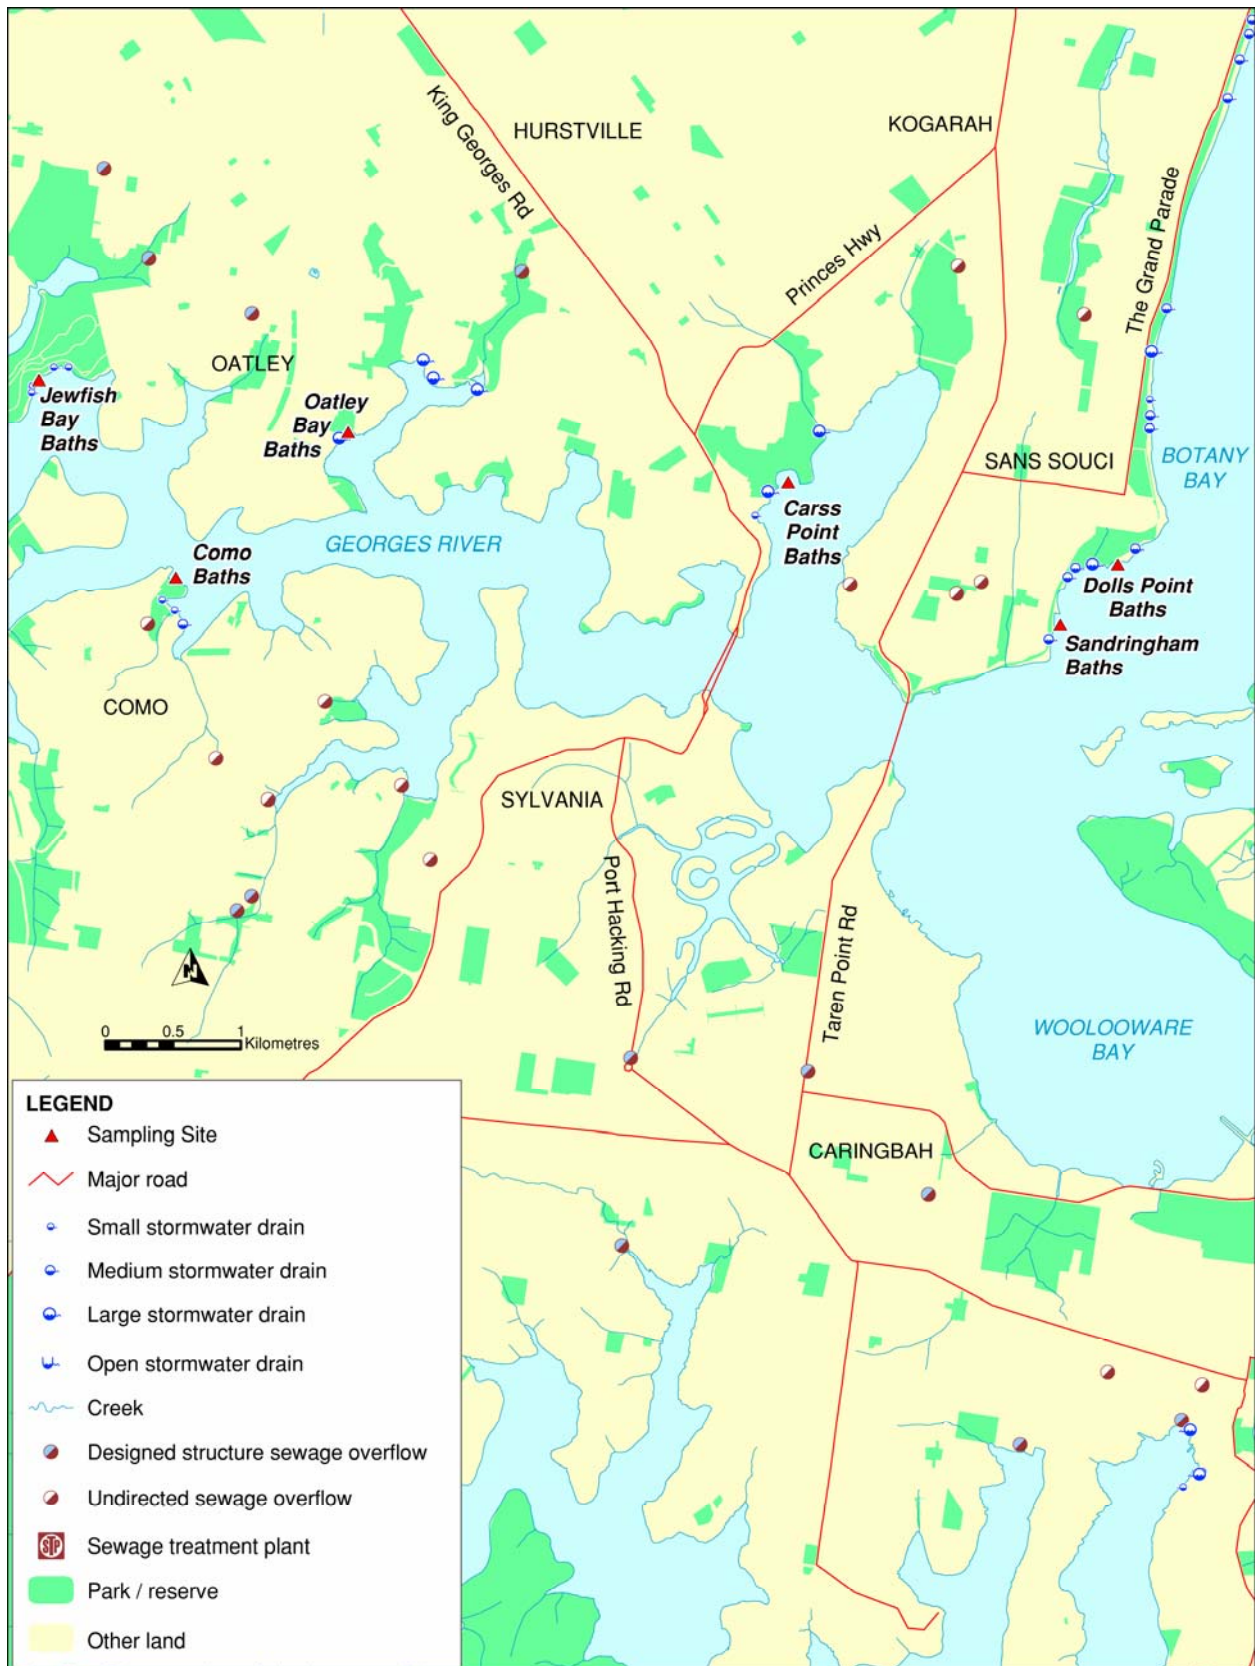 HURSTVILLE
KOGARAH
King Georges Rd
Princes Hwy
The Grand Parade
OATLEY
Jewfish
Bay
Baths
Oatley
Bay
Baths
SANS SOUCI
BOTANY
BAY
Carss
Point
Baths
Como
Baths
GEORGES RIVER
Dolls Point
Baths
Sandringham
Baths
COMO
SYLVANIA
Port Hacking Rd
Taren Point Rd
N
0 0.5 1
Kilometres
WOOLOOWARE
BAY
CARINGBAH
LEGEND
Sampling Site
Major road
Small stormwater drain
Medium stormwater drain
Large stormwater drain
Open stormwater drain
Creek
Designed structure sewage overflow
Undirected sewage overflow
STP Sewage treatment plant
Park / reserve
Other land